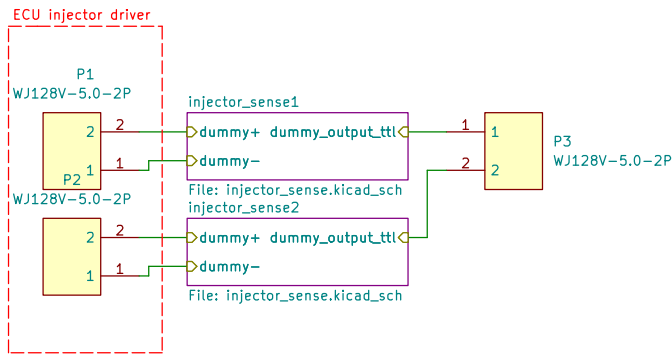 ECU injector driver
P1
WJ128V-5.0-2P
2 2
1 1
P2
WJ128V-5.0-2P
2 2
1 1
injector_sense1
dummy+ dummy_output_ttl
dummy-
File: injector_sense.kicad_sch
injector_sense2
dummy+ dummy_output_ttl
dummy-
File: injector_sense.kicad_sch
1 1
2 2
P3
WJ128V-5.0-2P